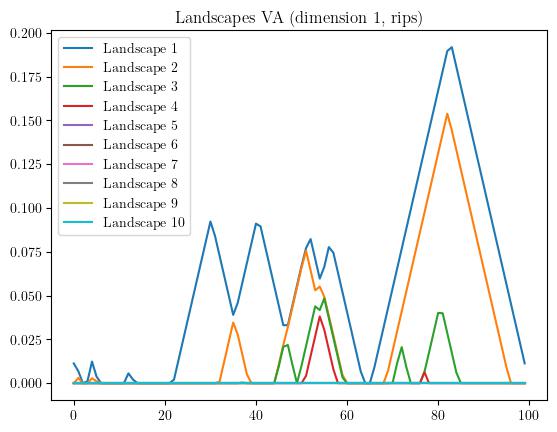 Landscapes VA (dimension 1, rips)
0.200
0.175
0.150
0.125
0.100
0.075
0.050
0.025
0.000
Landscape 1
Landscape 2
Landscape 3
Landscape 4
Landscape 5
Landscape 6
Landscape 7
Landscape 8
Landscape 9
Landscape 10
0 20 40 60 80 100